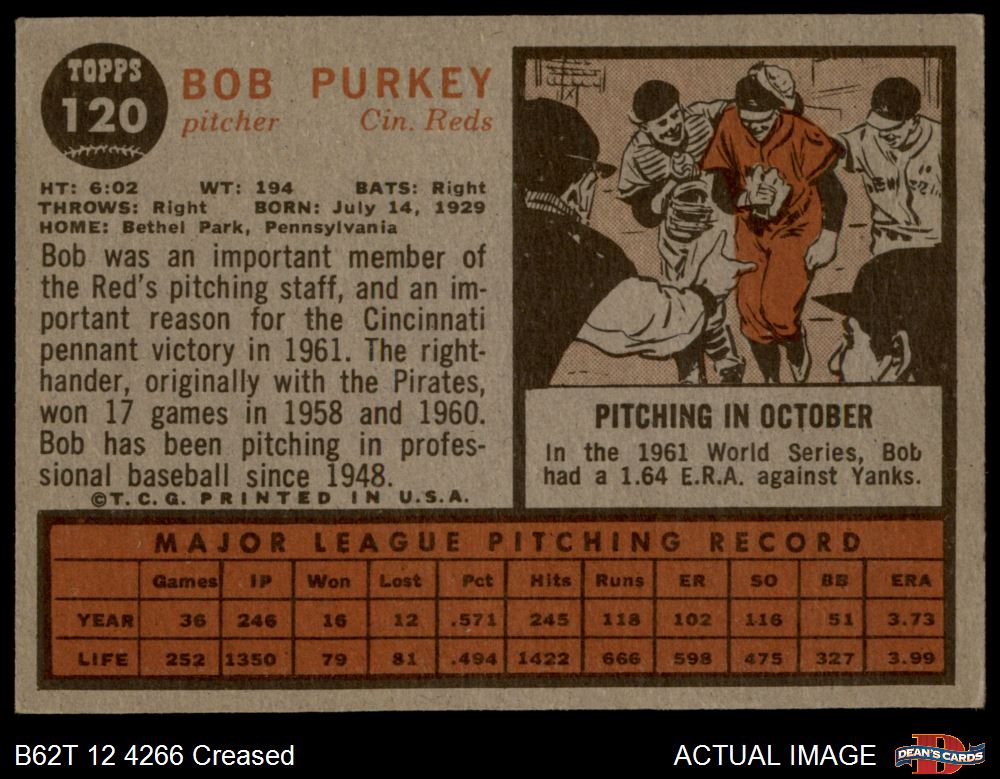 TOPPS
120
BOB PURKEY
pitcher Cin. Reds
HT: 6:02 WT: 194 BATS: Right
THROWS: Right BORN: July 14, 1929
HOME: Bethel Park, Pennsylvania
Bob was an important member of
the Red's pitching staff, and an im-
portant reason for the Cincinnati
pennant victory in 1961. The right-
hander, originally with the Pirates,
won 17 games in 1958 and 1960.
Bob has been pitching in profes-
sional baseball since 1948.
©T.C.G. PRINTED IN U.S.A.
PITCHING IN OCTOBER
In the 1961 World Series, Bob
had a 1.64 E.R.A. against Yanks.
MAJOR LEAGUE PITCHING RECORD
Games IP Won Lost Pct Hits Runs ER SO BB ERA
YEAR 36 246 16 12 .571 245 118 102 116 51 3.73
LIFE 252 1350 79 81 .494 1422 666 598 475 327 3.99
B62T 12 4266 Creased
ACTUAL IMAGE
DEAN'S CARDS